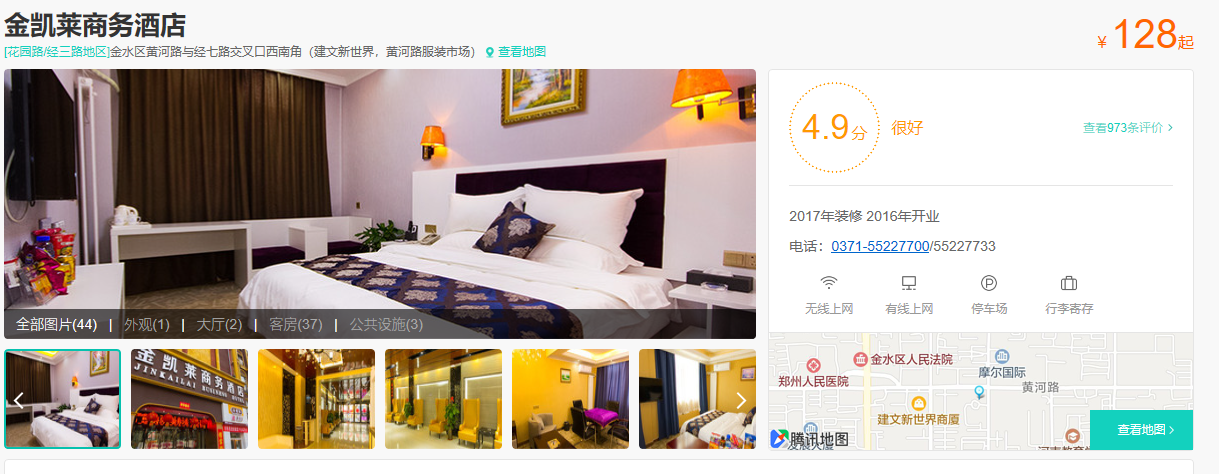 金凯莱商务酒店
¥ 128起
[花园路/经三路地区]金水区黄河路与经七路交叉口西南角（建文新世界，黄河路服装市场） 查看地图
4.9分 很好 查看973条评价 >
2017年装修 2016年开业
电话：0371-55227700/55227733
无线上网 有线上网 停车场 行李寄存
全部图片(44) | 外观(1) | 大厅(2) | 客房(37) | 公共设施(3)
金凯莱商务酒店
JINKAILAI BUSINESS HOTEL
金水区人民法院
摩尔国际
郑州人民医院
黄河路
建文新世界商厦
查看地图 >
腾讯地图